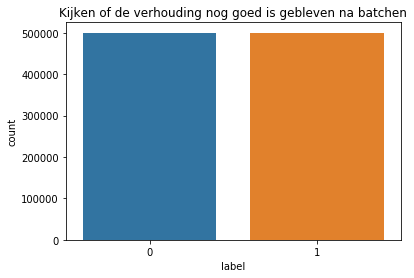 Kijken of de verhouding nog goed is gebleven na batchen
500000
400000
300000
200000
100000
0
count
0 1
label